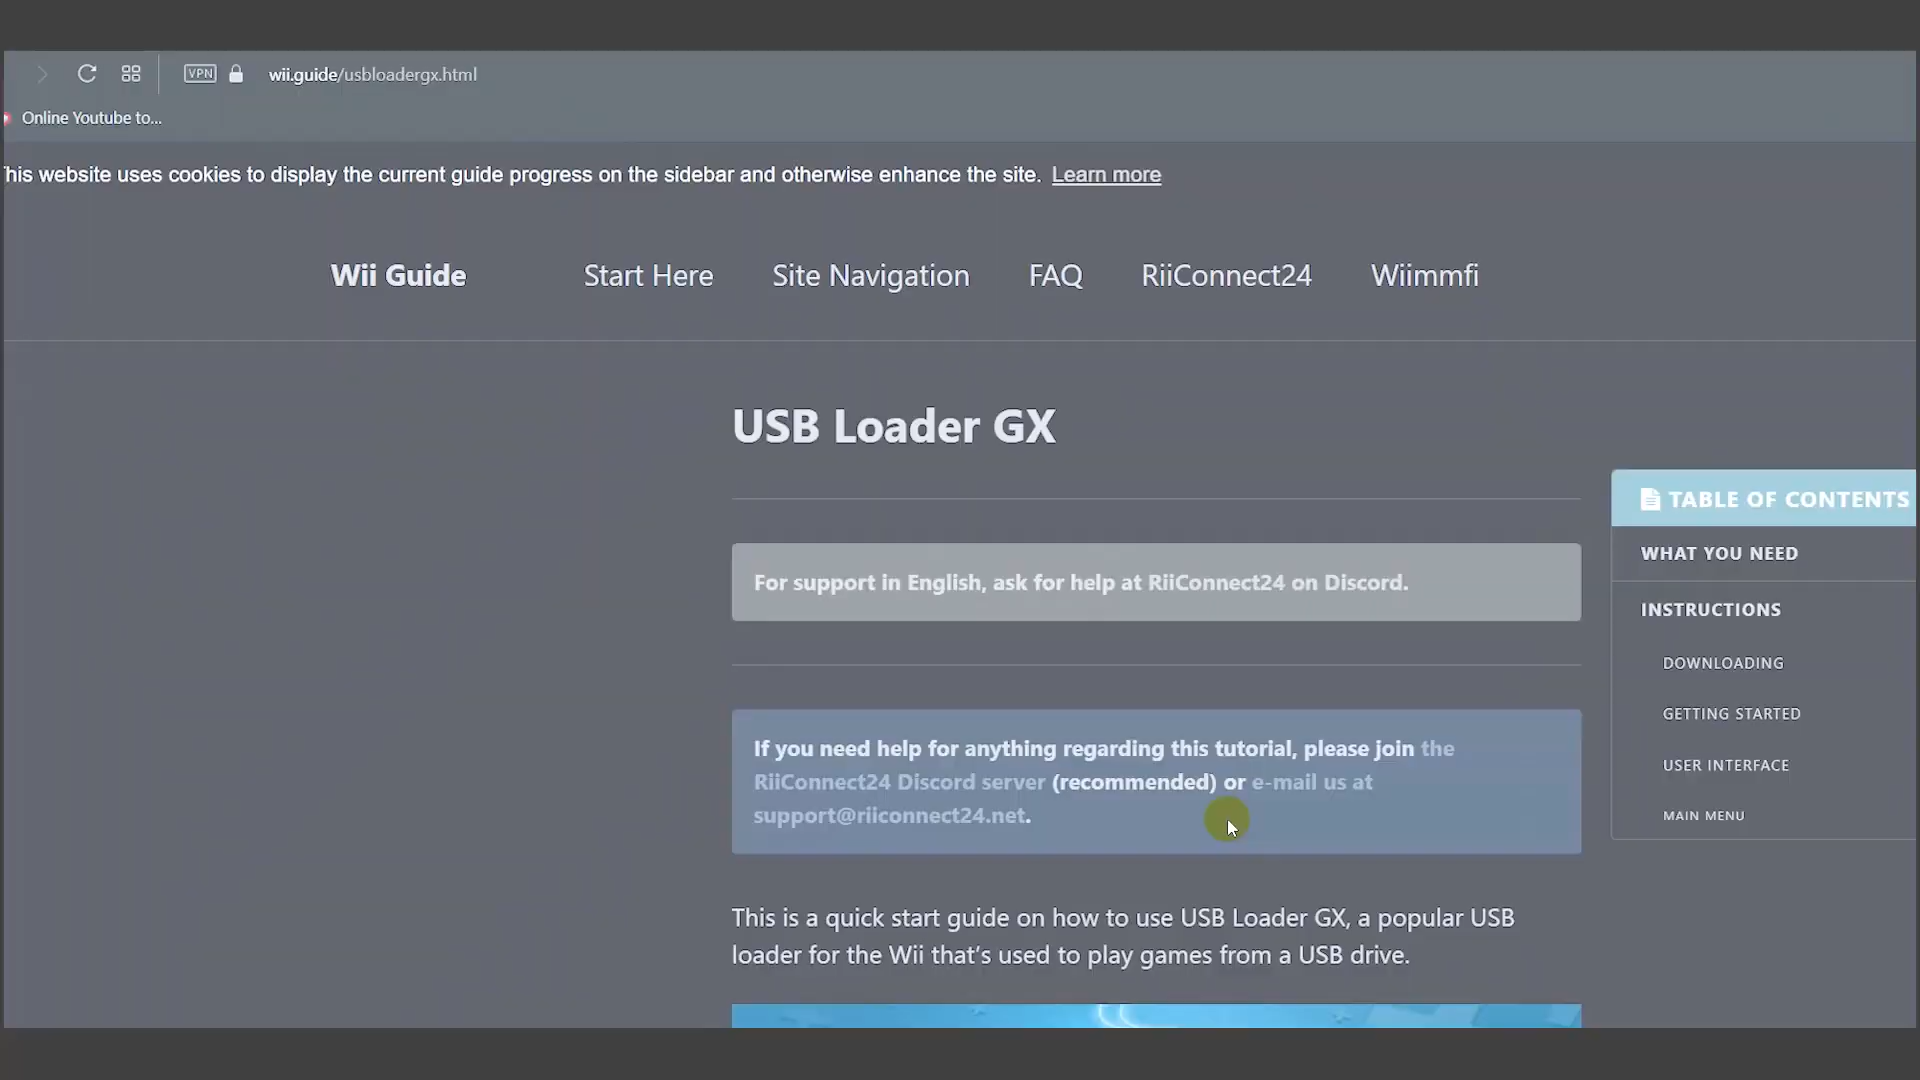 VPN wii.guide/usbloadergx.html
Online Youtube to...
his website uses cookies to display the current guide progress on the sidebar and otherwise enhance the site. Learn more
Wii Guide Start Here Site Navigation FAQ RiiConnect24 Wiimmfi
USB Loader GX
For support in English, ask for help at RiiConnect24 on Discord.
If you need help for anything regarding this tutorial, please join the
RiiConnect24 Discord server (recommended) or e-mail us at
support@riiconnect24.net.
This is a quick start guide on how to use USB Loader GX, a popular USB
loader for the Wii that's used to play games from a USB drive.
TABLE OF CONTENTS
WHAT YOU NEED
INSTRUCTIONS
DOWNLOADING
GETTING STARTED
USER INTERFACE
MAIN MENU